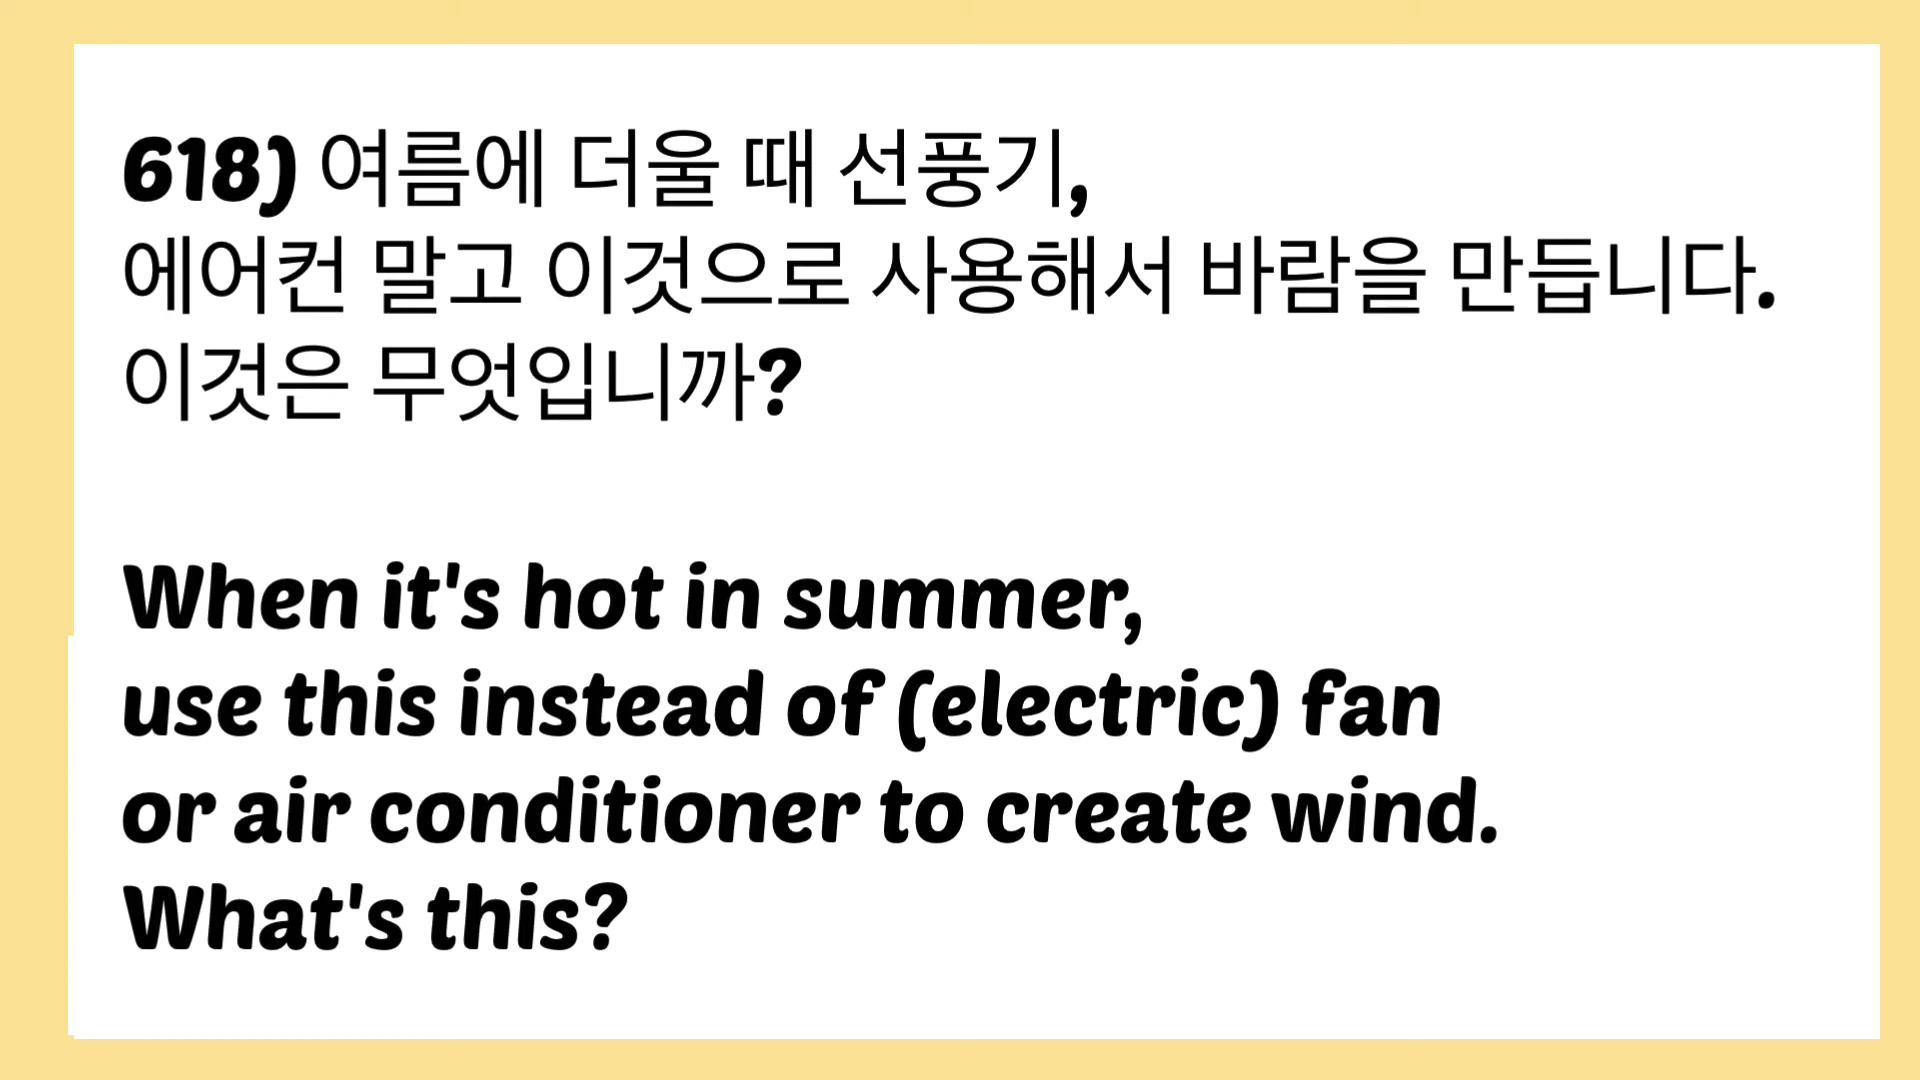 618) 여름에 더울 때 선풍기,
에어컨 말고 이것으로 사용해서 바람을 만듭니다.
이것은 무엇입니까?
When it's hot in summer,
use this instead of (electric) fan
or air conditioner to create wind.
What's this?